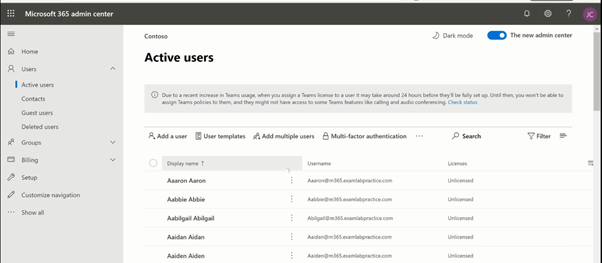 Microsoft 365 admin center
JC
Home
Users
Active users
Contacts
Guest users
Deleted users
Groups
Billing
Setup
Customize navigation
Show all
Contoso
Dark mode
The new admin center
Active users
Due to a recent increase in Teams usage, when you assign a Teams license to a user it may take around 24 hours before they'll be fully set up. Until then, you won't be able to
assign Teams policies to them, and they might not have access to some Teams features like calling and audio conferencing. Check status
Add a user
User templates
Add multiple users
Multi-factor authentication
Search
Filter
Display name ↑
Username
Licenses
Aaaron Aaron
Aaaron@m365.examlabpractice.com
Unlicensed
Aabbie Abbie
Aabbie@m365.examlabpractice.com
Unlicensed
Aabilgail Abilgail
Abilgail@m365.examlabpractice.com
Unlicensed
Aaidan Aidan
Aaidan@m365.examlabpractice.com
Unlicensed
Aaiden Aiden
Aaiden@m365.examlabpractice.com
Unlicensed